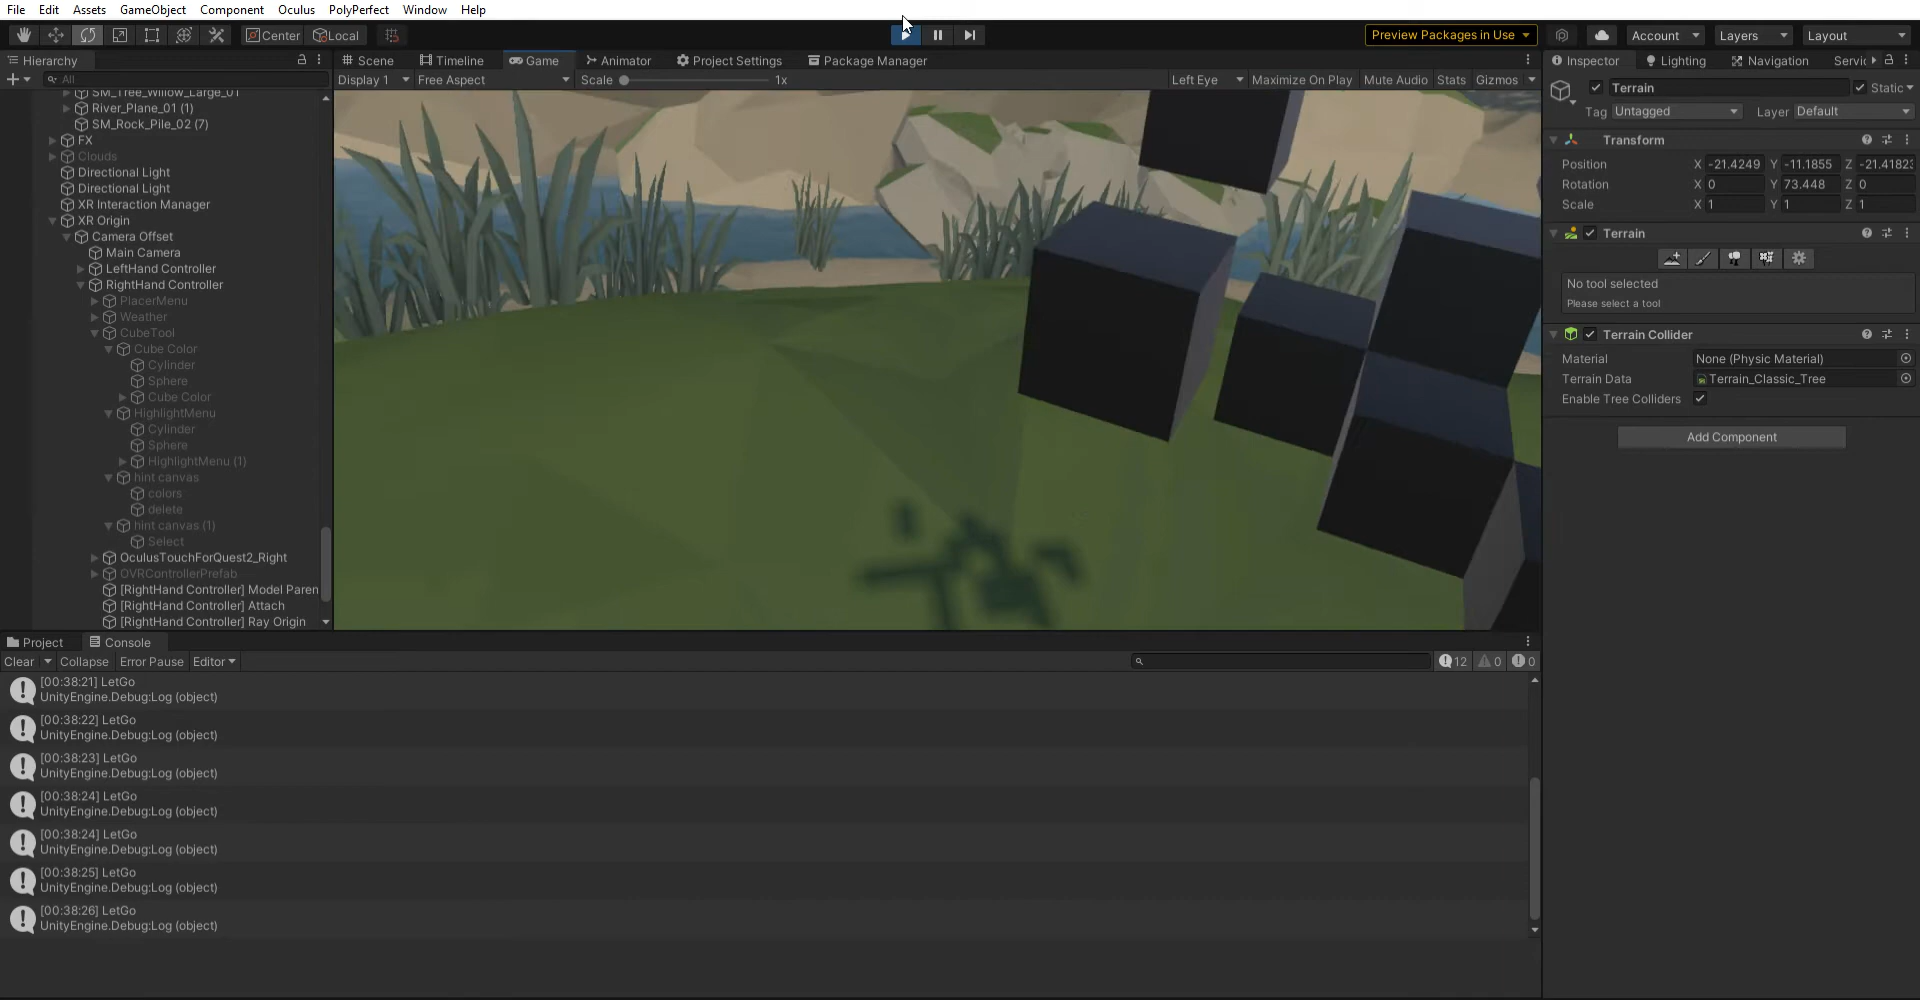 File Edit Assets GameObject Component Oculus PolyPerfect Window Help
Center Local Preview Packages in Use Account Layers Layout
Hierarchy Scene Timeline Game Animator Project Settings Package Manager Inspector Lighting Navigation Servic
All Display 1 Free Aspect Scale 1x Left Eye Maximize On Play Mute Audio Stats Gizmos
SM_Tree_Willow_Large_01
River_Plane_01 (1)
SM_Rock_Pile_02 (7)
FX
Clouds
Directional Light
Directional Light
XR Interaction Manager
XR Origin
Camera Offset
Main Camera
LeftHand Controller
RightHand Controller
PlacerMenu
Weather
CubeTool
Cube Color
Cylinder
Sphere
Cube Color
HighlightMenu
Cylinder
Sphere
HighlightMenu (1)
hint canvas
colors
delete
hint canvas (1)
Select
OculusTouchForQuest2_Right
OVRControllerPrefab
[RightHand Controller] Model Paren
[RightHand Controller] Attach
[RightHand Controller] Ray Origin
Terrain Static
Tag Untagged Layer Default
Transform
Position X -21.4249 Y -11.1855 Z -21.4182
Rotation X 0 Y 73.448 Z 0
Scale X 1 Y 1 Z 1
Terrain
No tool selected
Please select a tool
Terrain Collider
Material None (Physic Material)
Terrain Data Terrain_Classic_Tree
Enable Tree Colliders
Add Component
Project Console
Clear Collapse Error Pause Editor 12 0 0
[00:38:21] LetGo
UnityEngine.Debug:Log (object)
[00:38:22] LetGo
UnityEngine.Debug:Log (object)
[00:38:23] LetGo
UnityEngine.Debug:Log (object)
[00:38:24] LetGo
UnityEngine.Debug:Log (object)
[00:38:24] LetGo
UnityEngine.Debug:Log (object)
[00:38:25] LetGo
UnityEngine.Debug:Log (object)
[00:38:26] LetGo
UnityEngine.Debug:Log (object)